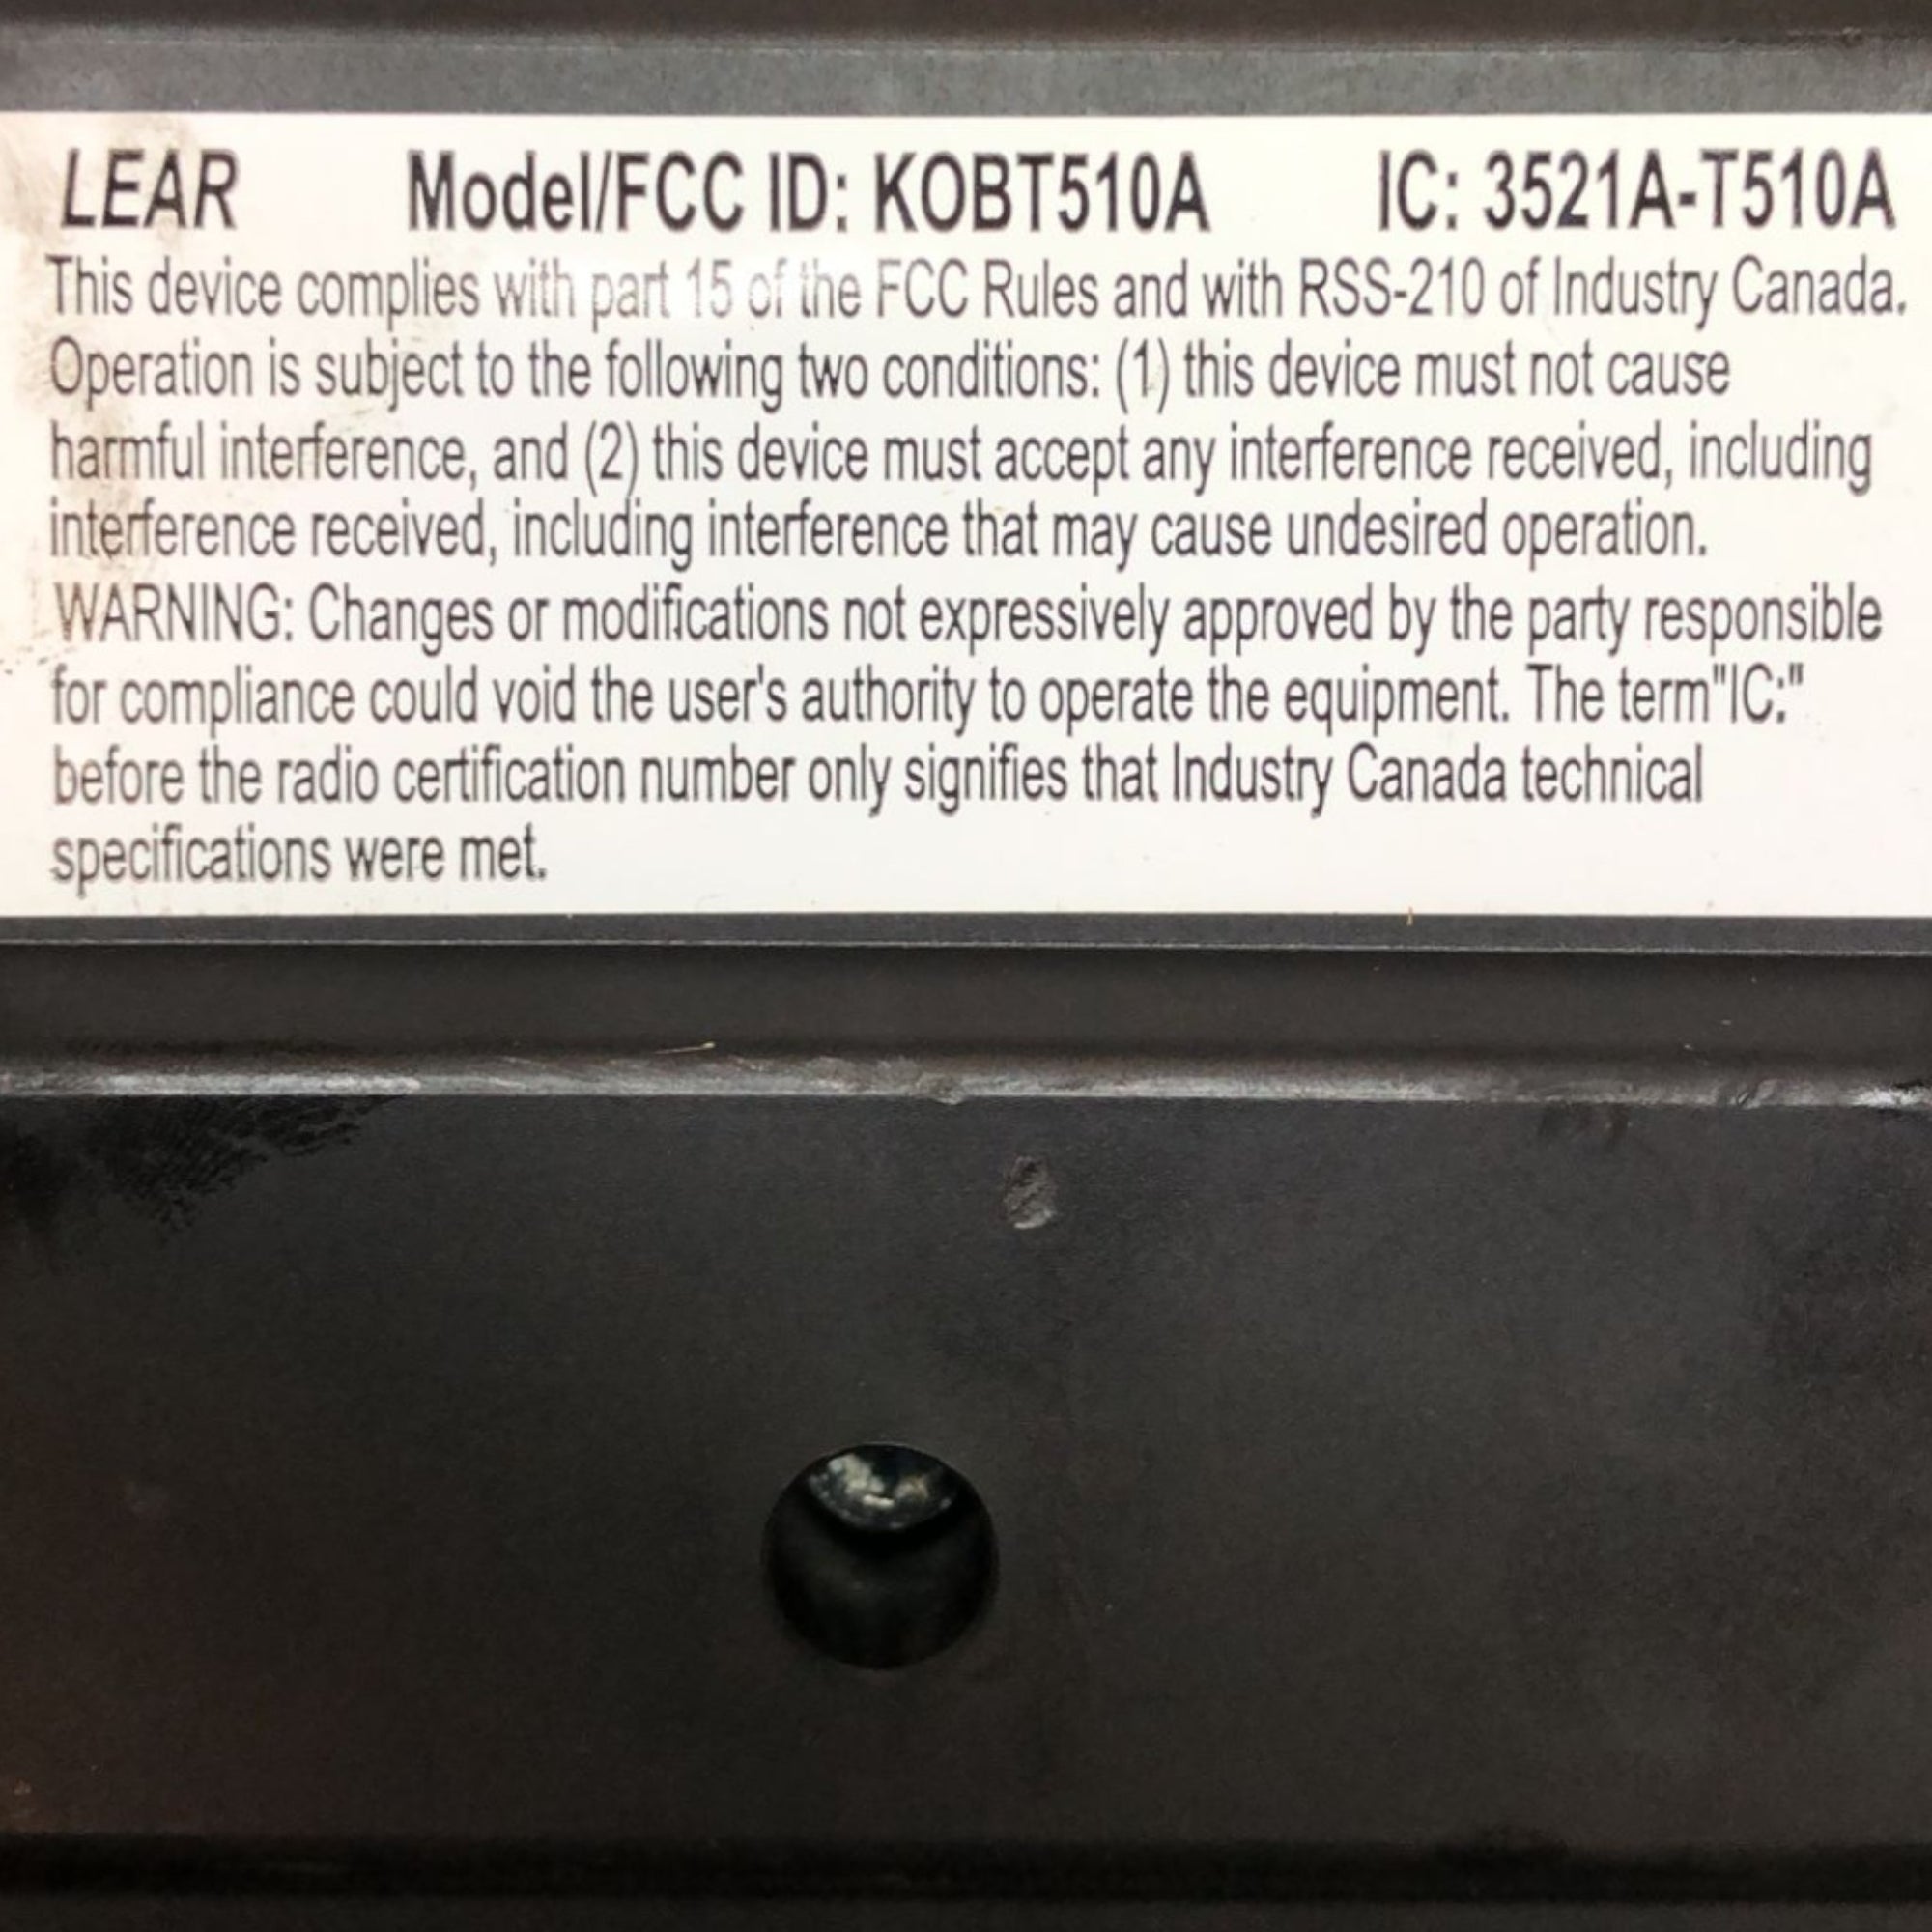 LEAR Model/FCC ID: KOBT510A IC: 3521A-T510A
This device complies with part 15 of the FCC Rules and with RSS-210 of Industry Canada.
Operation is subject to the following two conditions: (1) this device must not cause
harmful interference, and (2) this device must accept any interference received, including
interference received, including interference that may cause undesired operation.
WARNING: Changes or modifications not expressively approved by the party responsible
for compliance could void the user's authority to operate the equipment. The term"IC:"
before the radio certification number only signifies that Industry Canada technical
specifications were met.